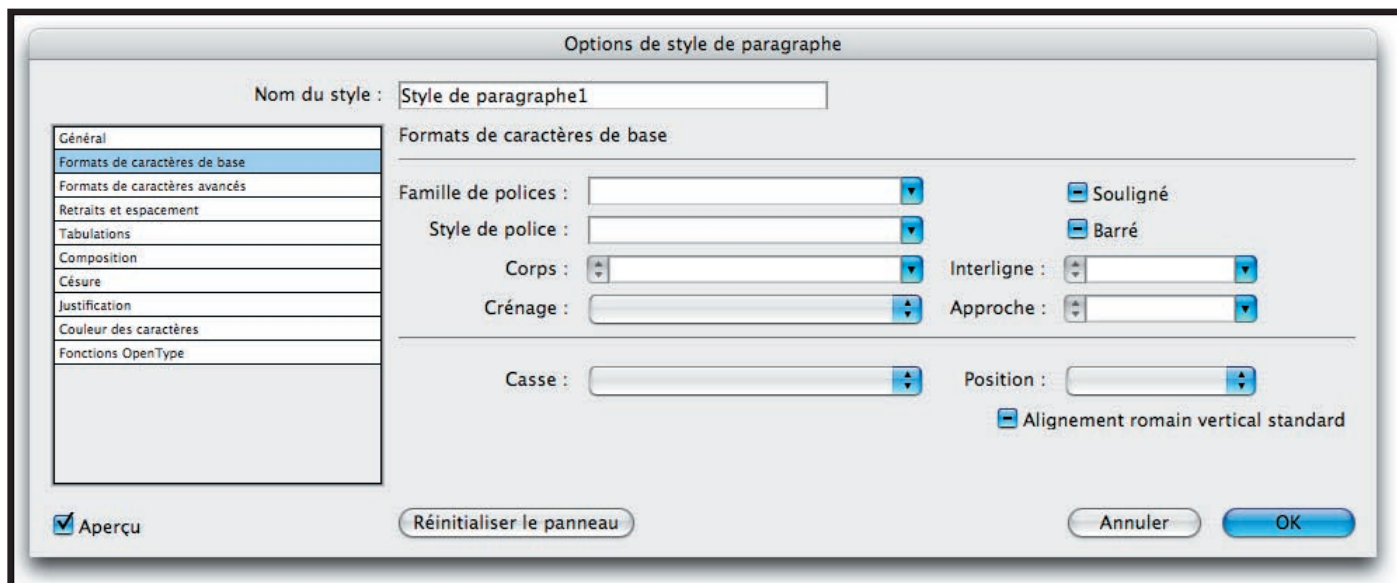 Options de style de paragraphe
Nom du style : Style de paragraphe1
Général
Formats de caractères de base
Formats de caractères avancés
Retraits et espacement
Tabulations
Composition
Césure
Justification
Couleur des caractères
Fonctions OpenType
Formats de caractères de base
Famille de polices :
Souligné
Style de police :
Barré
Corps :
Interligne :
Crénage :
Approche :
Casse :
Position :
Alignement romain vertical standard
Aperçu
Réinitialiser le panneau
Annuler
OK